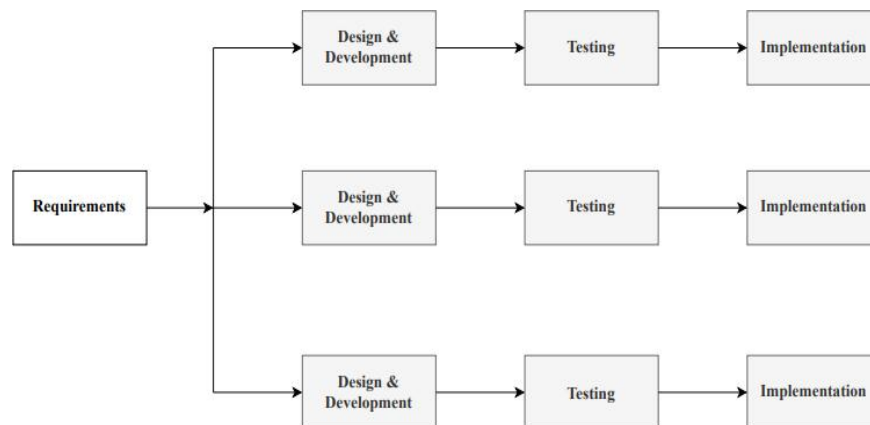 Design &
Development
Testing
Implementation
Requirements
Design &
Development
Testing
Implementation
Design &
Development
Testing
Implementation